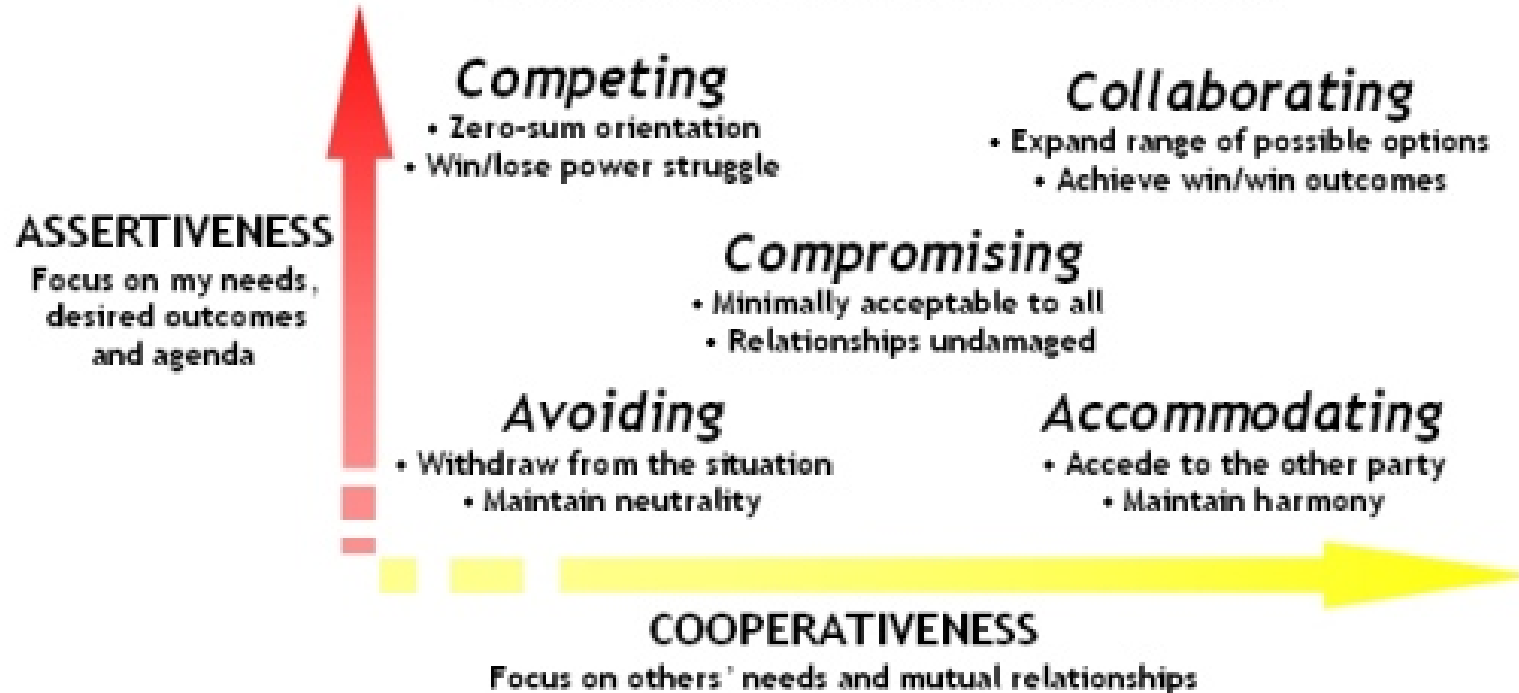 Competing
• Zero-sum orientation
• Win/lose power struggle
Collaborating
• Expand range of possible options
• Achieve win/win outcomes
ASSERTIVENESS
Focus on my needs,
desired outcomes
and agenda
Compromising
• Minimally acceptable to all
• Relationships undamaged
Avoiding
• Withdraw from the situation
• Maintain neutrality
Accommodating
• Accede to the other party
• Maintain harmony
COOPERATIVENESS
Focus on others' needs and mutual relationships